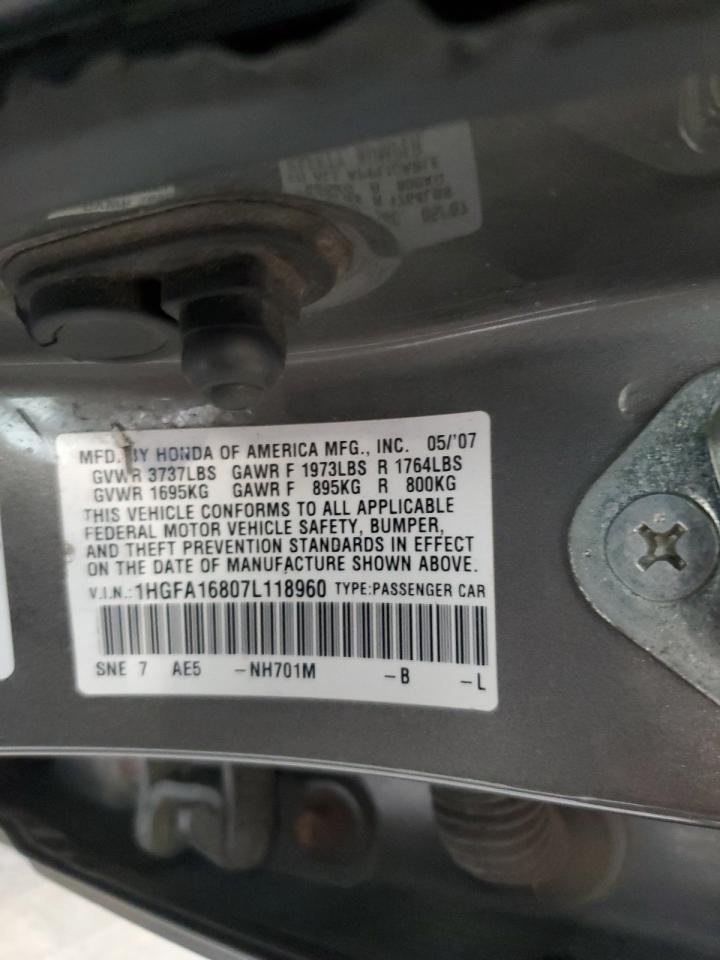 MFD. BY HONDA OF AMERICA MFG., INC. 05/'07
GVWR 3737LBS GAWR F 1973LBS R 1764LBS
GVWR 1695KG GAWR F 895KG R 800KG
THIS VEHICLE CONFORMS TO ALL APPLICABLE
FEDERAL MOTOR VEHICLE SAFETY, BUMPER,
AND THEFT PREVENTION STANDARDS IN EFFECT
ON THE DATE OF MANUFACTURE SHOWN ABOVE.
V.I.N.:1HGFA16807L118960 TYPE:PASSENGER CAR
SNE 7 AE5 -NH701M -B -L